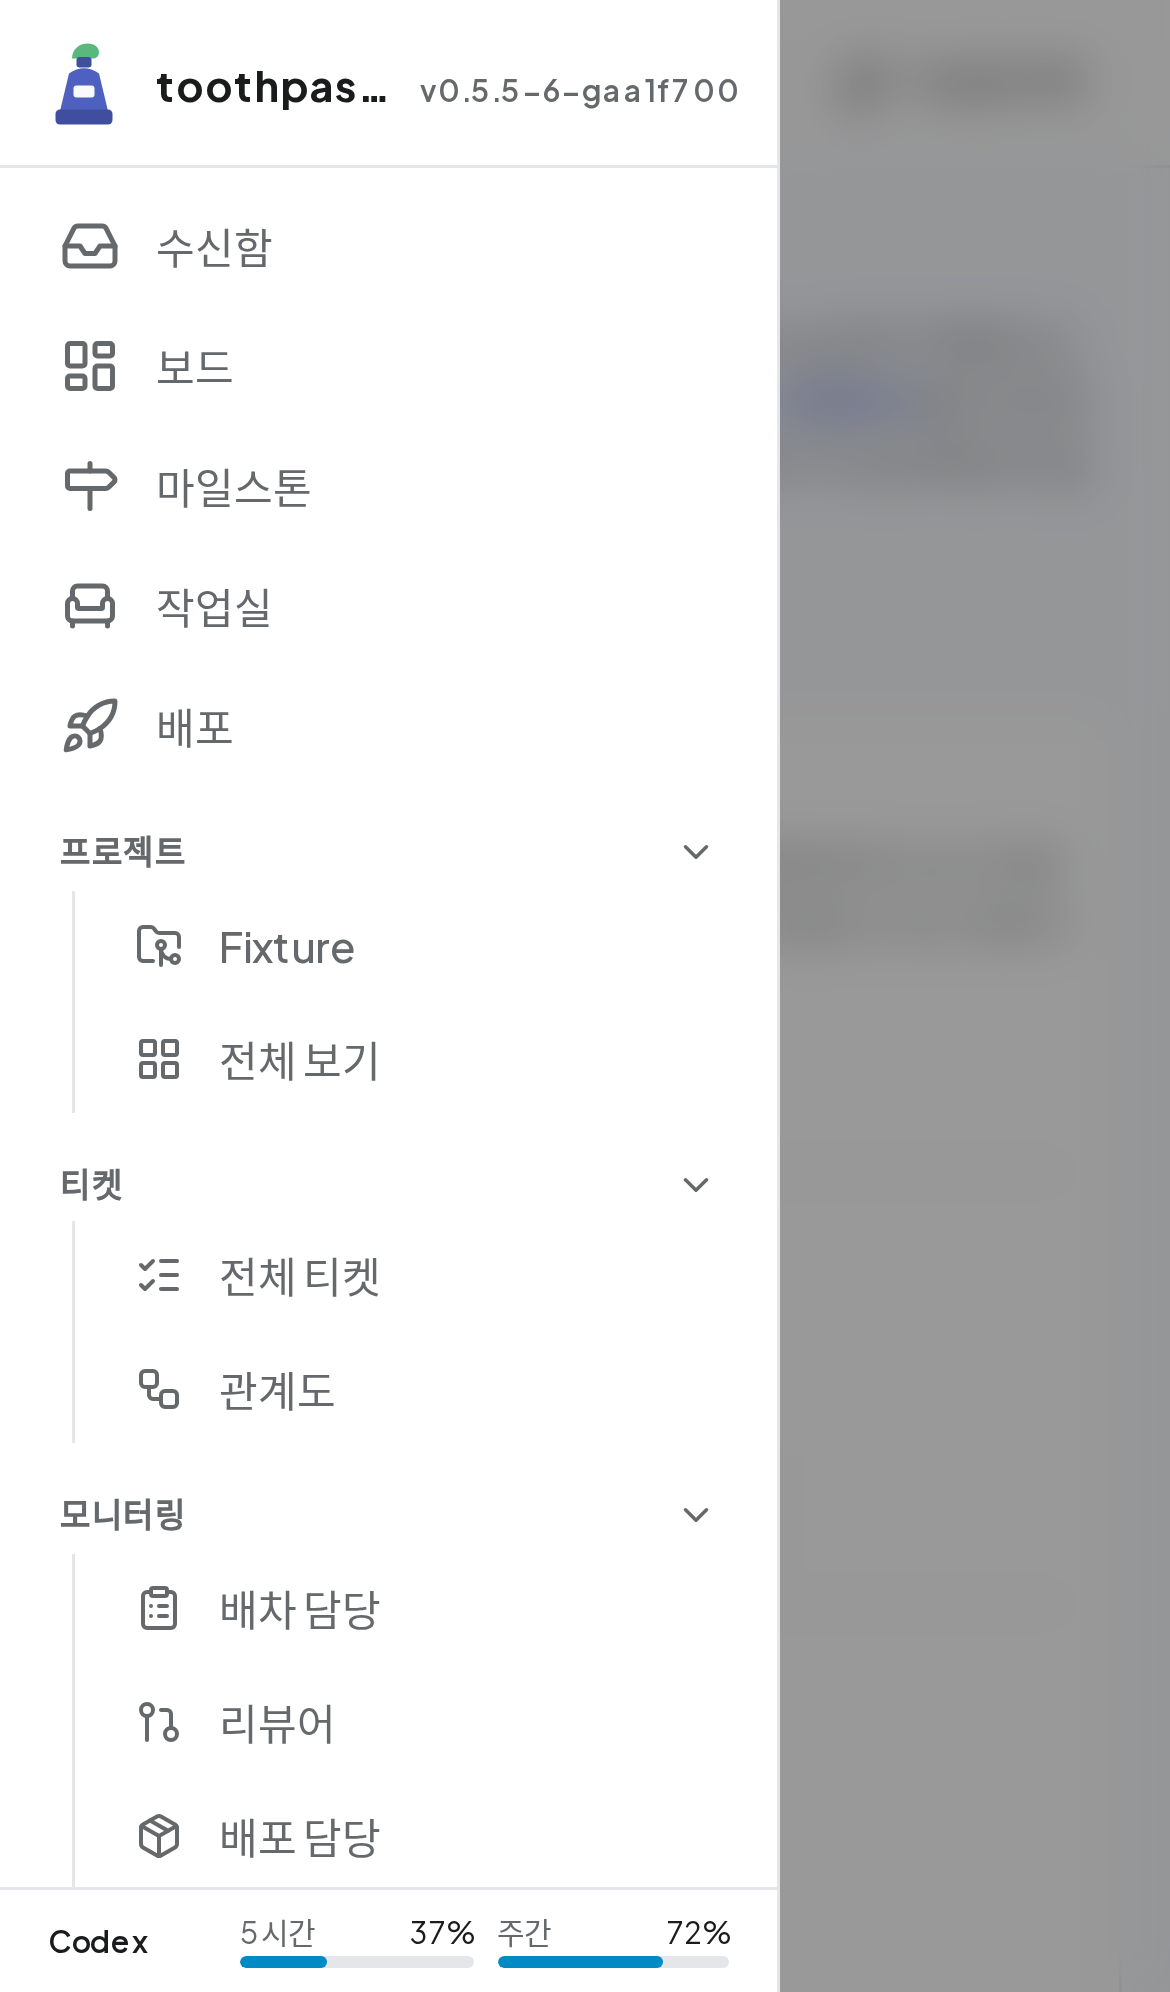 toothpas… v0.5.5-6-gaa1f700
수신함
보드
마일스톤
작업실
배포
프로젝트
Fixture
전체 보기
티켓
전체 티켓
관계도
모니터링
배차 담당
리뷰어
배포 담당
Codex 5시간 37% 주간 72%